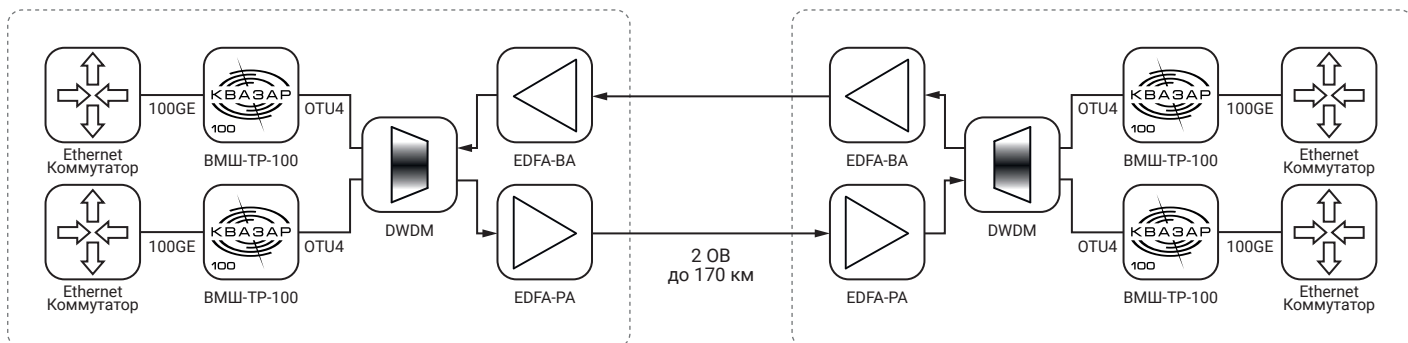 КВАЗАР
100
100GE
OTU4
Ethernet
Коммутатор
ВМШ-ТР-100
EDFA-BA
DWDM
КВАЗАР
100
100GE
OTU4
Ethernet
Коммутатор
ВМШ-ТР-100
EDFA-PA
2 ОВ
до 170 км
EDFA-BA
DWDM
EDFA-PA
КВАЗАР
100
OTU4
100GE
ВМШ-ТР-100
Ethernet
Коммутатор
КВАЗАР
100
OTU4
100GE
ВМШ-ТР-100
Ethernet
Коммутатор